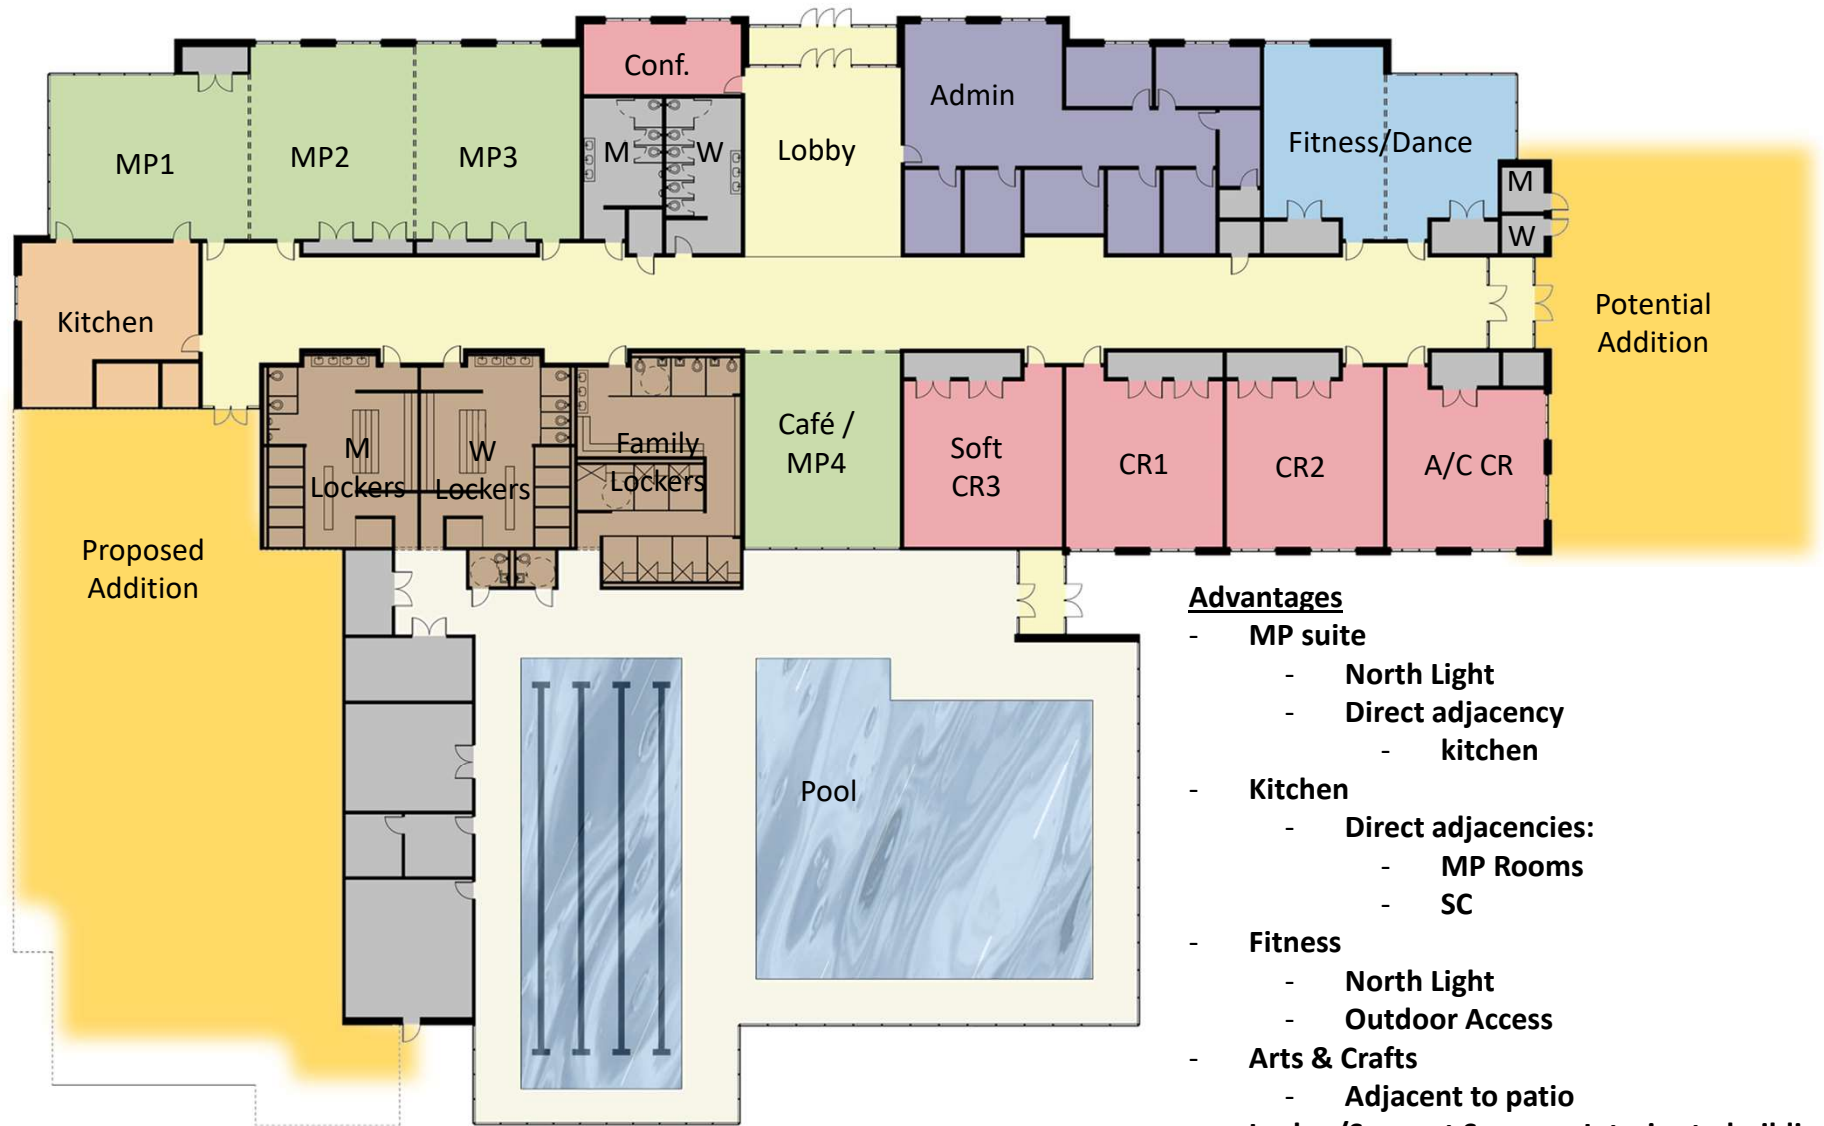 Conf.
Admin
MP1
MP2
MP3
M
W
Lobby
Fitness/Dance
M
W
Kitchen
Potential
Addition
M
Lockers
W
Lockers
Family
Lockers
Café /
MP4
Soft
CR3
CR1
CR2
A/C CR
Proposed
Addition
Pool
Advantages
- MP suite
- North Light
- Direct adjacency
- kitchen
- Kitchen
- Direct adjacencies:
- MP Rooms
- SC
- Fitness
- North Light
- Outdoor Access
- Arts & Crafts
- Adjacent to patio